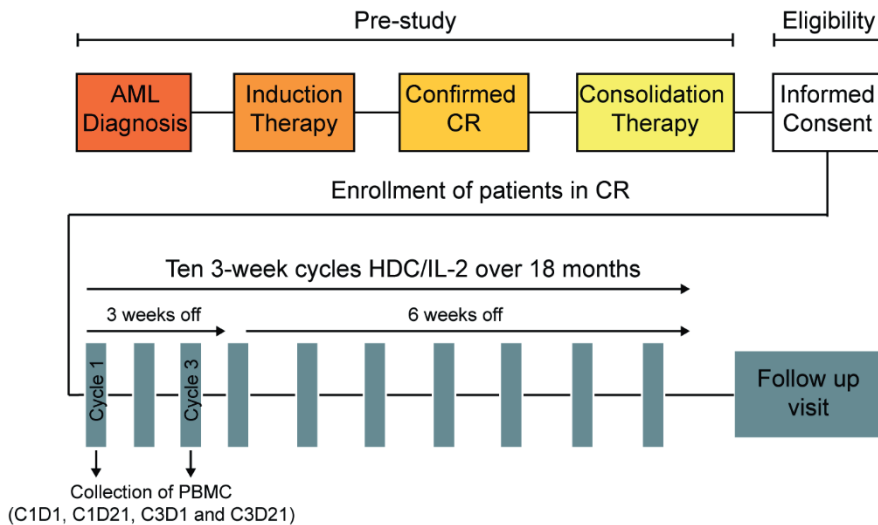 Pre-study
Eligibility
AML
Diagnosis
Induction
Therapy
Confirmed
CR
Consolidation
Therapy
Informed
Consent
Enrollment of patients in CR
Ten 3-week cycles HDC/IL-2 over 18 months
3 weeks off
6 weeks off
Cycle 1
Cycle 3
Follow up
visit
Collection of PBMC
(C1D1, C1D21, C3D1 and C3D21)